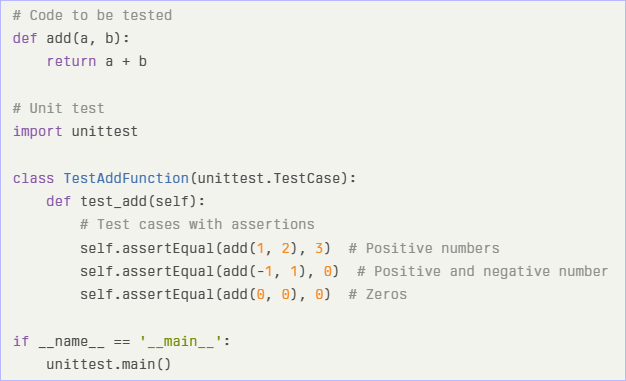 # Code to be tested
def add(a, b):
    return a + b

# Unit test
import unittest

class TestAddFunction(unittest.TestCase):
    def test_add(self):
        # Test cases with assertions
        self.assertEqual(add(1, 2), 3)  # Positive numbers
        self.assertEqual(add(-1, 1), 0)  # Positive and negative number
        self.assertEqual(add(0, 0), 0)  # Zeros

if __name__ == '__main__':
    unittest.main()